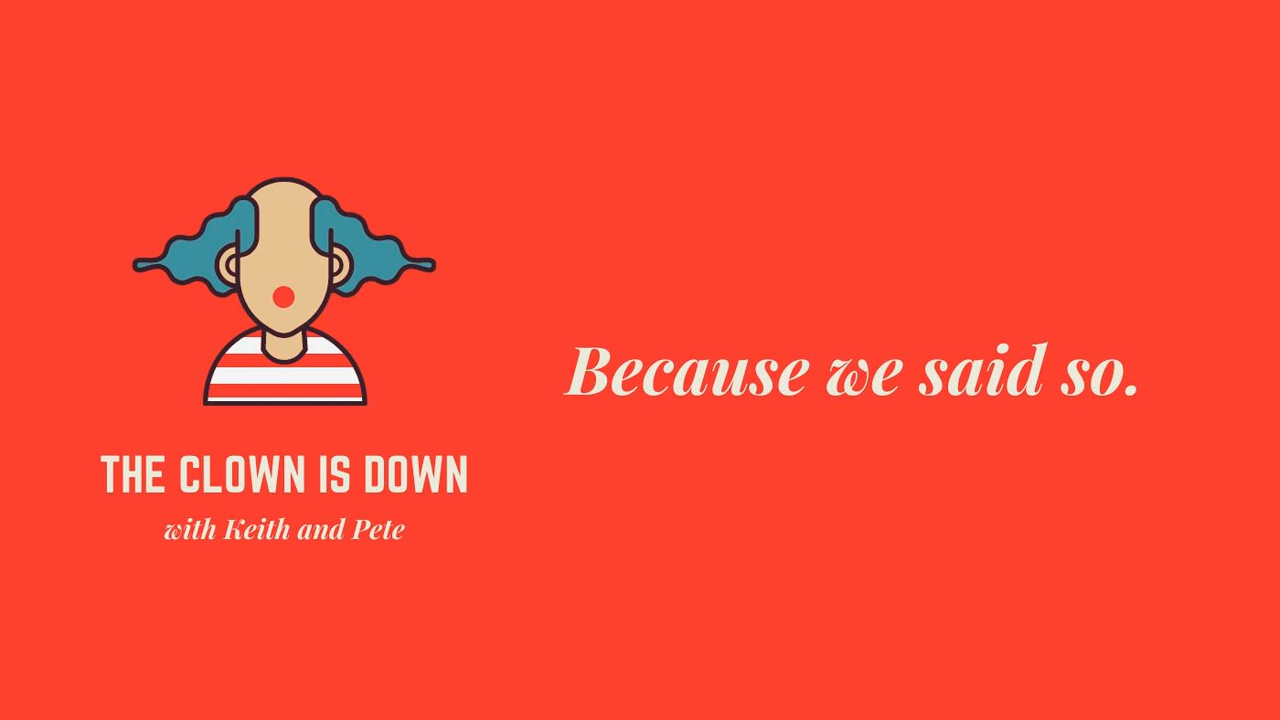 THE CLOWN IS DOWN
with Keith and Pete
Because we said so.